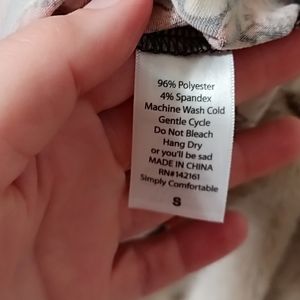 96% Polyester
4% Spandex
Machine Wash Cold
Gentle Cycle
Do Not Bleach
Hang Dry
or you'll be sad
MADE IN CHINA
RN#142161
Simply Comfortable
S